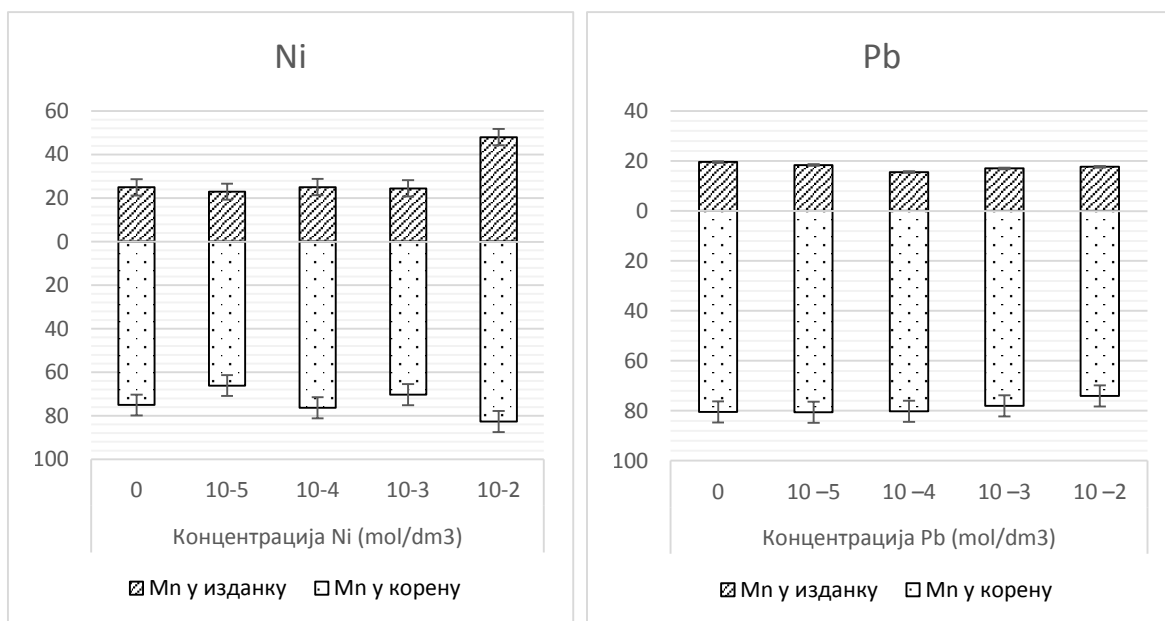 Ni
60
40
20
0
20
40
60
80
100
0 10-5 10-4 10-3 10-2
Концентрација Ni (mol/dm3)
Mn у изданку Mn у корену
Pb
40
20
0
20
40
60
80
100
0 10 –5 10 –4 10 –3 10 –2
Концентрација Pb (mol/dm3)
Mn у изданку Mn у корену